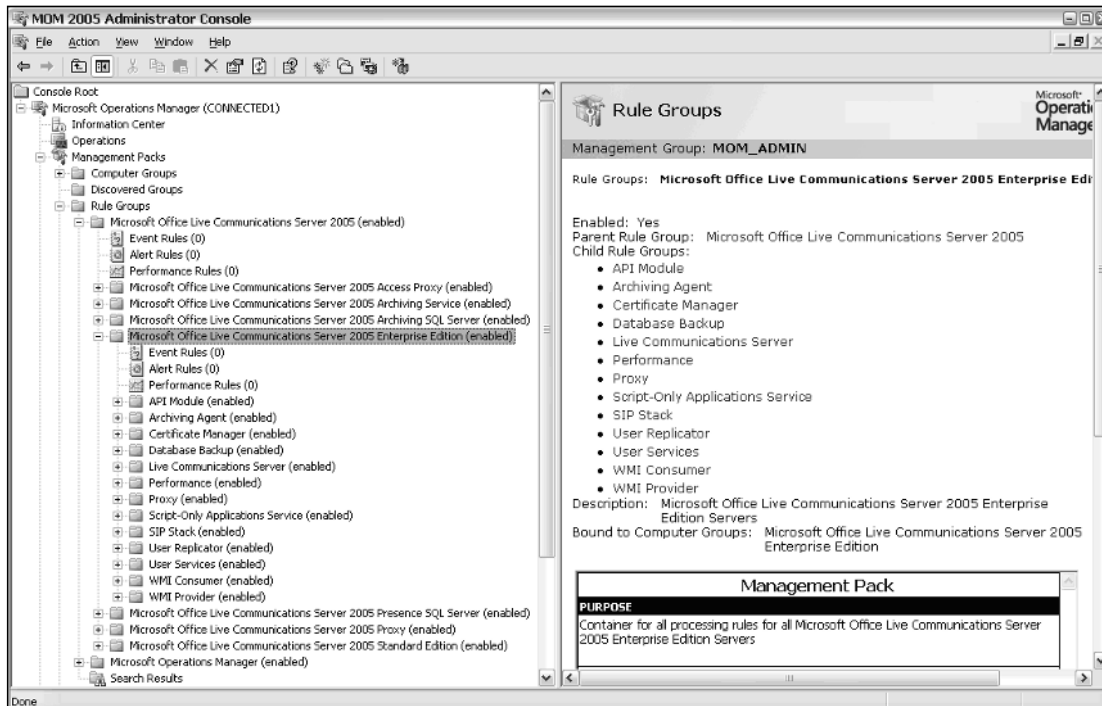 MOM 2005 Administrator Console
File Action View Window Help
Console Root
Microsoft Operations Manager (CONNECTED1)
Information Center
Operations
Management Packs
Computer Groups
Discovered Groups
Rule Groups
Microsoft Office Live Communications Server 2005 (enabled)
Event Rules (0)
Alert Rules (0)
Performance Rules (0)
Microsoft Office Live Communications Server 2005 Access Proxy (enabled)
Microsoft Office Live Communications Server 2005 Archiving Service (enabled)
Microsoft Office Live Communications Server 2005 Archiving SQL Server (enabled)
Microsoft Office Live Communications Server 2005 Enterprise Edition (enabled)
Event Rules (0)
Alert Rules (0)
Performance Rules (0)
API Module (enabled)
Archiving Agent (enabled)
Certificate Manager (enabled)
Database Backup (enabled)
Live Communications Server (enabled)
Performance (enabled)
Proxy (enabled)
Script-Only Applications Service (enabled)
SIP Stack (enabled)
User Replicator (enabled)
User Services (enabled)
WMI Consumer (enabled)
WMI Provider (enabled)
Microsoft Office Live Communications Server 2005 Presence SQL Server (enabled)
Microsoft Office Live Communications Server 2005 Proxy (enabled)
Microsoft Office Live Communications Server 2005 Standard Edition (enabled)
Microsoft Operations Manager (enabled)
Search Results
Rule Groups
Microsoft
Operati
Manage
Management Group: MOM_ADMIN
Rule Groups: Microsoft Office Live Communications Server 2005 Enterprise Edi
Enabled: Yes
Parent Rule Group: Microsoft Office Live Communications Server 2005
Child Rule Groups:
• API Module
• Archiving Agent
• Certificate Manager
• Database Backup
• Live Communications Server
• Performance
• Proxy
• Script-Only Applications Service
• SIP Stack
• User Replicator
• User Services
• WMI Consumer
• WMI Provider
Description: Microsoft Office Live Communications Server 2005 Enterprise
Edition Servers
Bound to Computer Groups: Microsoft Office Live Communications Server 2005
Enterprise Edition
Management Pack
PURPOSE
Container for all processing rules for all Microsoft Office Live Communications Server
2005 Enterprise Edition Servers
Done